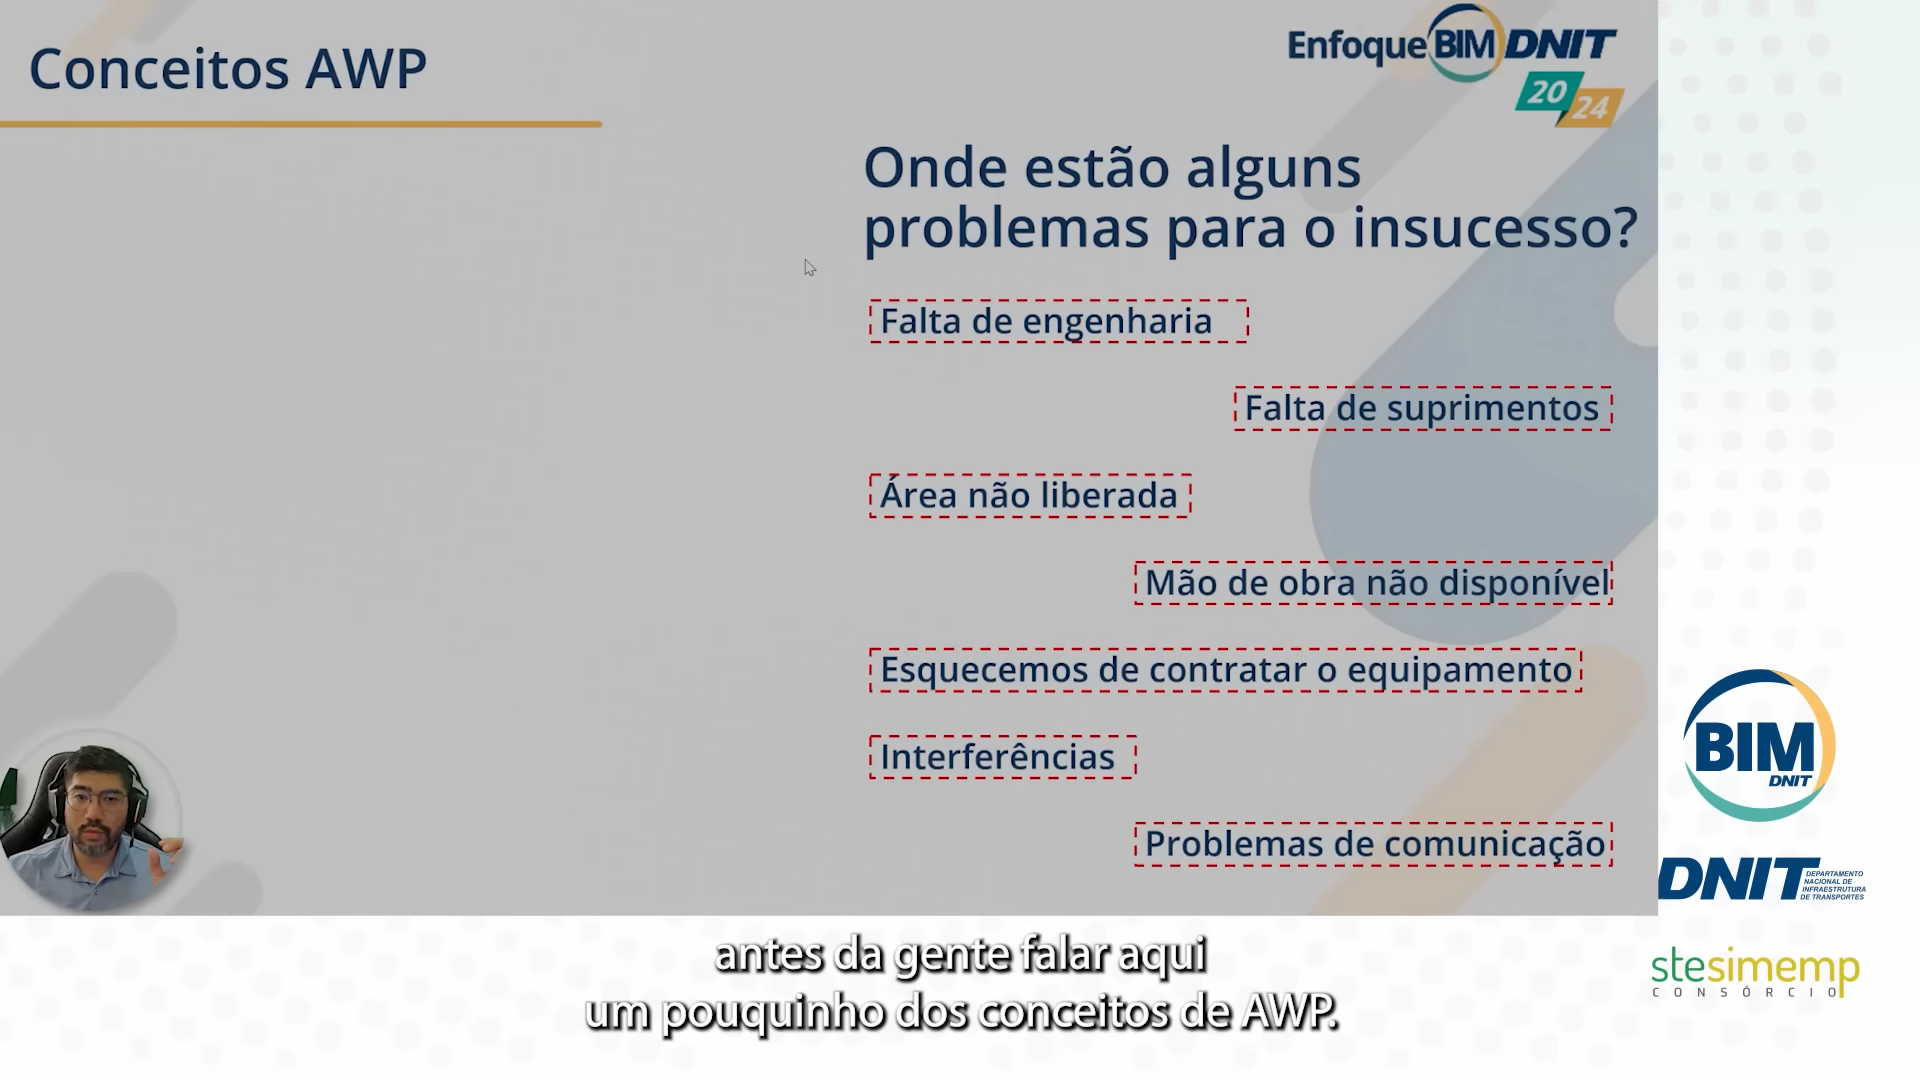 Conceitos AWP
Enfoque BIM DNIT
20 24
Onde estão alguns
problemas para o insucesso?
Falta de engenharia
Falta de suprimentos
Área não liberada
Mão de obra não disponível
Esquecemos de contratar o equipamento
Interferências
Problemas de comunicação
BIM
DNIT
DNIT
DEPARTAMENTO
NACIONAL DE
INFRAESTRUTURA
DE TRANSPORTES
stesimemp
CONSÓRCIO
antes da gente falar aqui
um pouquinho dos conceitos de AWP.